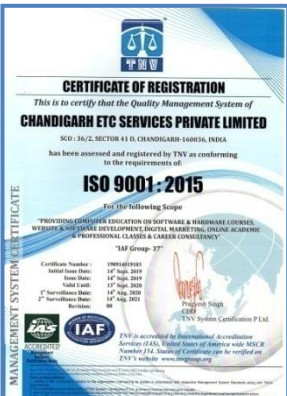 TNV
CERTIFICATE OF REGISTRATION
This is to certify that the Quality Management System of
CHANDIGARH ETC SERVICES PRIVATE LIMITED
SCO : 36/2, SECTOR 41 D, CHANDIGARH-160036, INDIA
has been assessed and registered by TNV as conforming
to the requirements of:
ISO 9001 : 2015
For the following Scope
"PROVIDING COMPUTER EDUCATION ON SOFTWARE & HARDWARE COURSES,
WEBSITE & SOFTWARE DEVELOPMENT, DIGITAL MARKETING, ONLINE ACADEMIC
& PROFESSIONAL CLASSES & CAREER CONSULTANCY"
"IAF Group- 37"
Certificate Number :
Initial Issue Date: 14th Sept. 2019
Issue Date: 14th Sept. 2019
Valid Until: 13th Sept. 2020
1st Surveillance Date: 14th Aug. 2020
2nd Surveillance Date: 14th Aug. 2021
Revision: 00
Pragyesh Singh
CEO
TNV System Certification P Ltd.
MANAGEMENT SYSTEM CERTIFICATE
IAS
ACCREDITED
IAF
TNV is accredited by International Accreditation
Services (IAS), United States of America wide MSCB
Number.154. Status of Certificate can be verified on
TNV's website